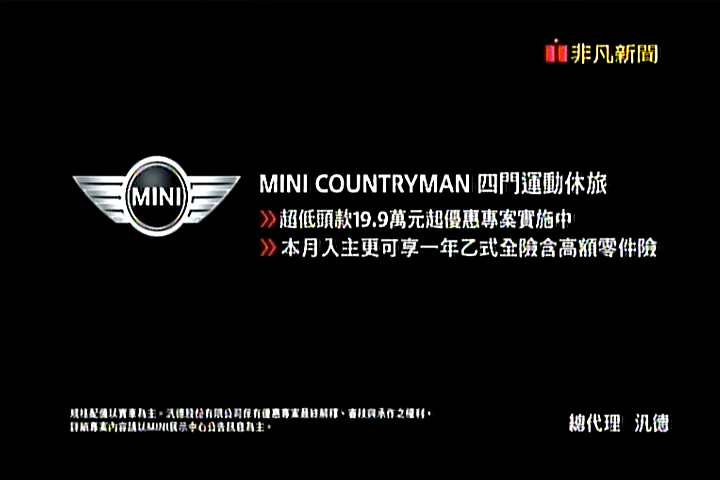 非凡新聞
MINI
MINI COUNTRYMAN 四門運動休旅
超低頭款19.9萬元起優惠專案實施中
本月入主更可享一年乙式全險含高額零件險
規格配備以實車為主。汎德股份有限公司保有優惠專案最終解釋、審核與承作之權利。
詳細專案內容請以MINI展示中心公告訊息為主。
總代理 汎德